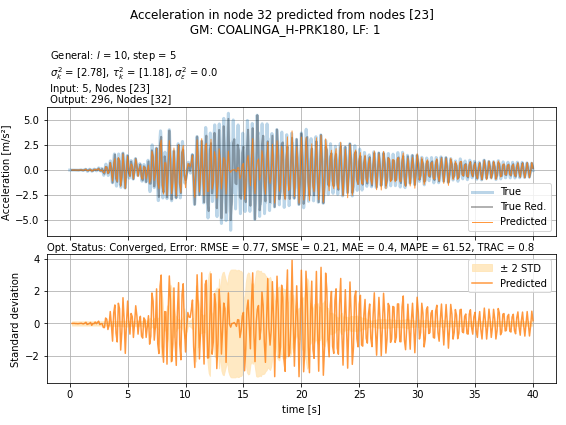 Acceleration in node 32 predicted from nodes [23]
GM: COALINGA_H-PRK180, LF: 1
General: l = 10, step = 5
σ²ₖ = [2.78], τ²ₖ = [1.18], σ²ε = 0.0
Input: 5, Nodes [23]
Output: 296, Nodes [32]
Acceleration [m/s²]
5.0
2.5
0.0
−2.5
−5.0
True
True Red.
Predicted
Opt. Status: Converged, Error: RMSE = 0.77, SMSE = 0.21, MAE = 0.4, MAPE = 61.52, TRAC = 0.8
Standard deviation
4
2
0
−2
± 2 STD
Predicted
0 5 10 15 20 25 30 35 40
time [s]